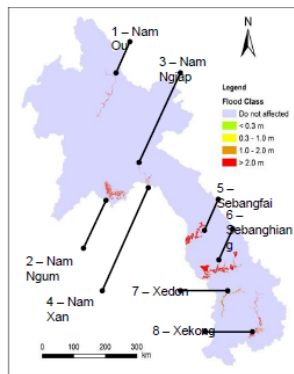 1 – Nam
Ou
3 – Nam
Ngiap
N
Legend
Flood Class
Do not affected
< 0.3 m
0.3 - 1.0 m
1.0 - 2.0 m
> 2.0 m
5 –
Sebangfai
6 –
Sebanghian
g
2 – Nam
Ngum
4 – Nam
Xan
7 – Xedon
8 – Xekong
0 50 100 200 300
km